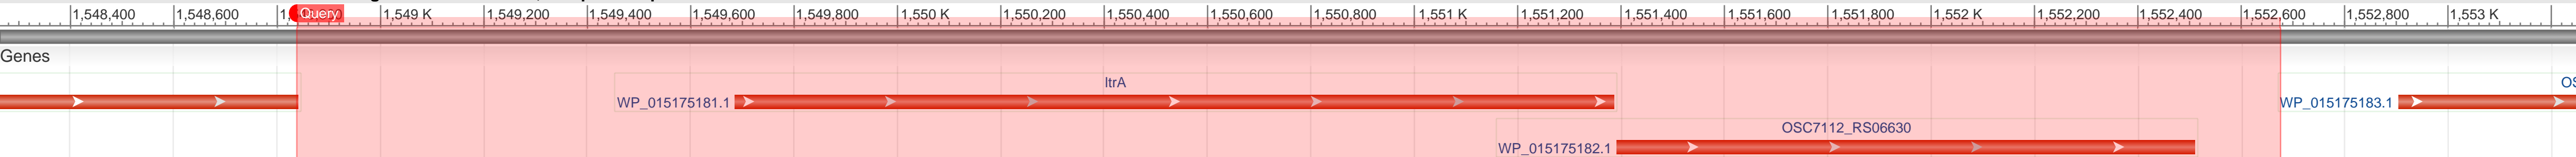 1,548,400 1,548,600 Query 1,549 K 1,549,200 1,549,400 1,549,600 1,549,800 1,550 K 1,550,200 1,550,400 1,550,600 1,550,800 1,551 K 1,551,200 1,551,400 1,551,600 1,551,800 1,552 K 1,552,200 1,552,400 1,552,600 1,552,800 1,553 K
Genes
ltrA OS
WP_015175181.1 WP_015175183.1
OSC7112_RS06630
WP_015175182.1